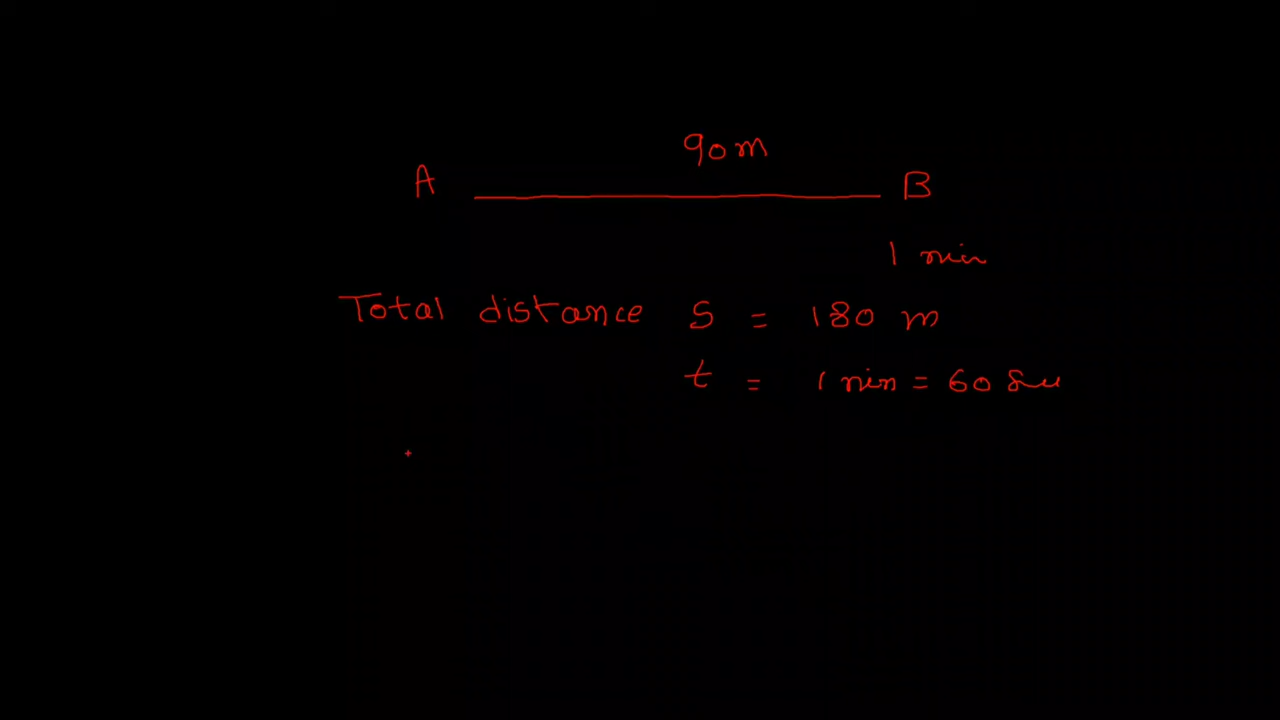 90m
A B
1 min
Total distance S = 180 m
t = 1 min = 60 Sec